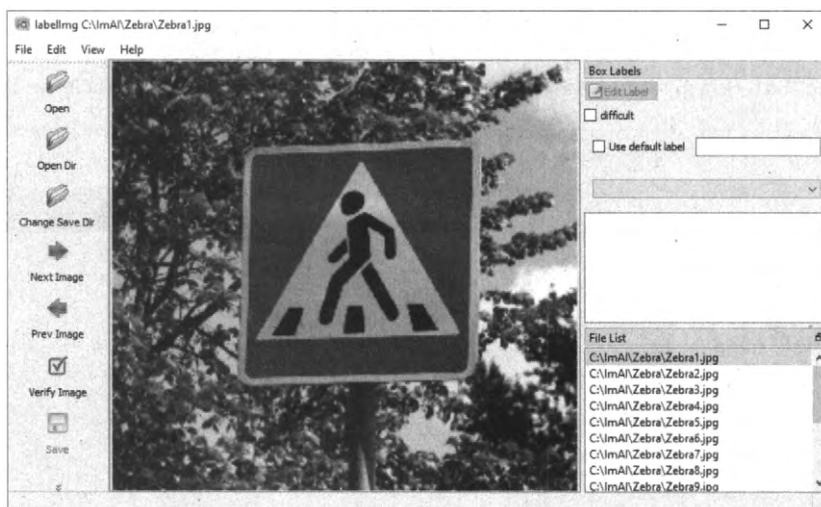 labelImg C:\ImAI\Zebra\Zebra1.jpg
File Edit View Help
Open
Open Dir
Change Save Dir
Next Image
Prev Image
Verify Image
Save
Box Labels
Edit Label
difficult
Use default label
File List
C:\ImAI\Zebra\Zebra1.jpg
C:\ImAI\Zebra\Zebra2.jpg
C:\ImAI\Zebra\Zebra3.jpg
C:\ImAI\Zebra\Zebra4.jpg
C:\ImAI\Zebra\Zebra5.jpg
C:\ImAI\Zebra\Zebra6.jpg
C:\ImAI\Zebra\Zebra7.jpg
C:\ImAI\Zebra\Zebra8.jpg
C:\ImAI\Zebra\Zebra9.jpg